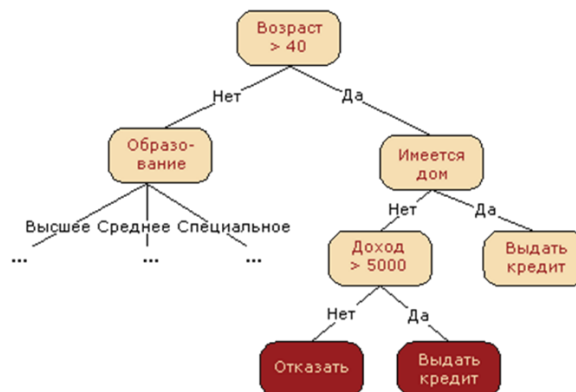 Возраст
> 40
Нет
Да
Образо-
вание
Имеется
дом
Высшее Среднее Специальное
... ... ...
Нет
Да
Доход
> 5000
Выдать
кредит
Нет
Да
Отказать
Выдать
кредит